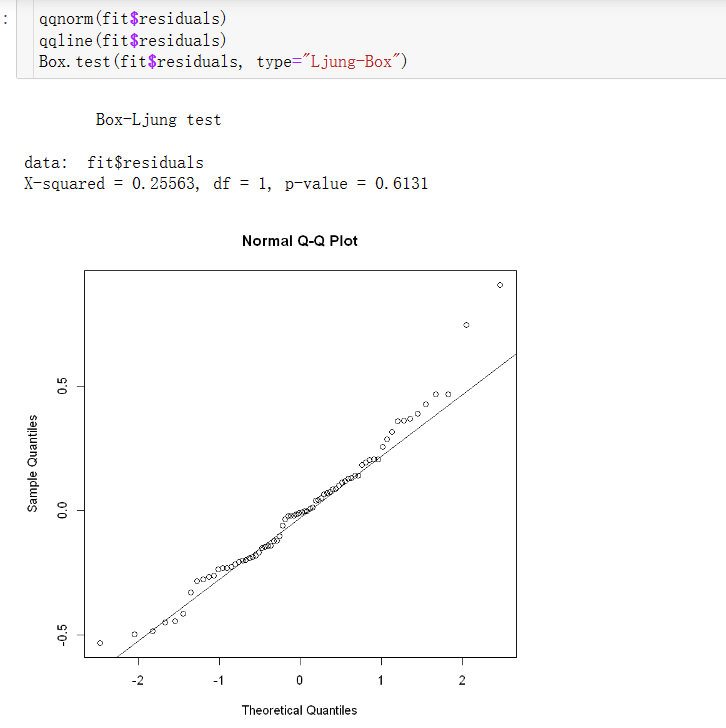 :
qqnorm(fit$residuals)
qqline(fit$residuals)
Box.test(fit$residuals, type="Ljung-Box")
Box-Ljung test
data: fit$residuals
X-squared = 0.25563, df = 1, p-value = 0.6131
Normal Q-Q Plot
Sample Quantiles
0.5
0.0
-0.5
-2 -1 0 1 2
Theoretical Quantiles